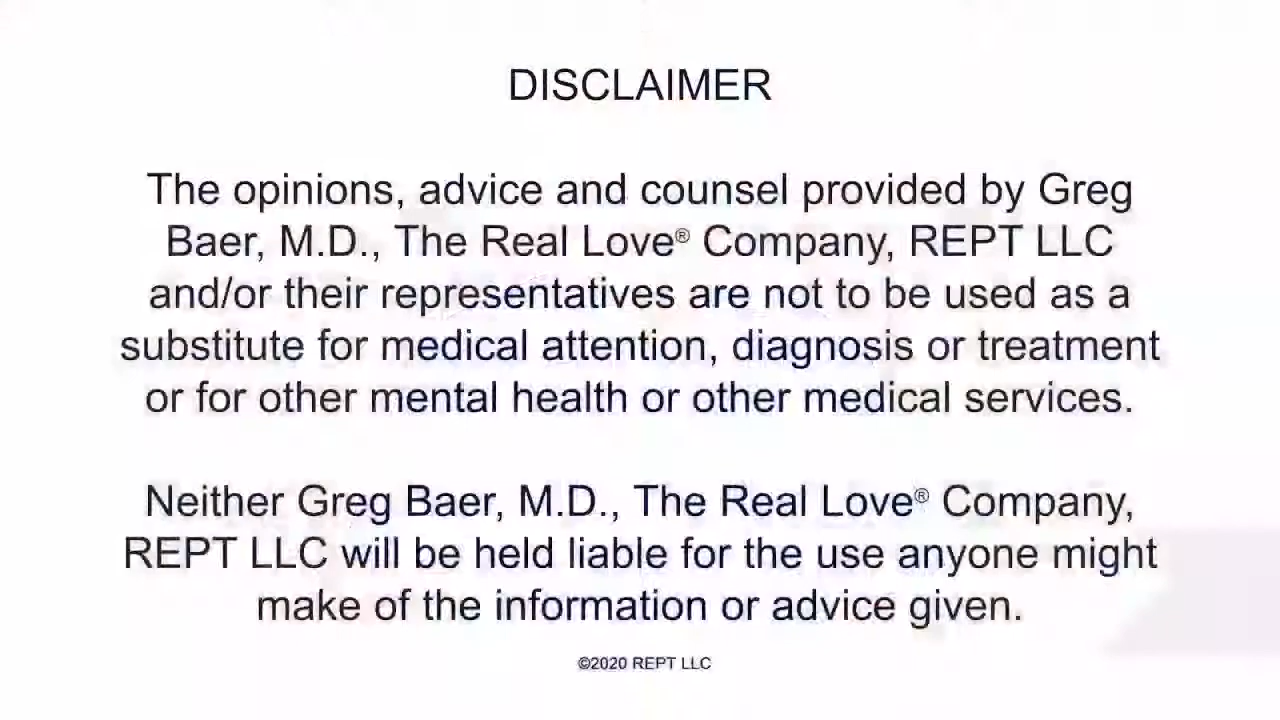 DISCLAIMER
The opinions, advice and counsel provided by Greg
Baer, M.D., The Real Love® Company, REPT LLC
and/or their representatives are not to be used as a
substitute for medical attention, diagnosis or treatment
or for other mental health or other medical services.
Neither Greg Baer, M.D., The Real Love® Company,
REPT LLC will be held liable for the use anyone might
make of the information or advice given.
©2020 REPT LLC